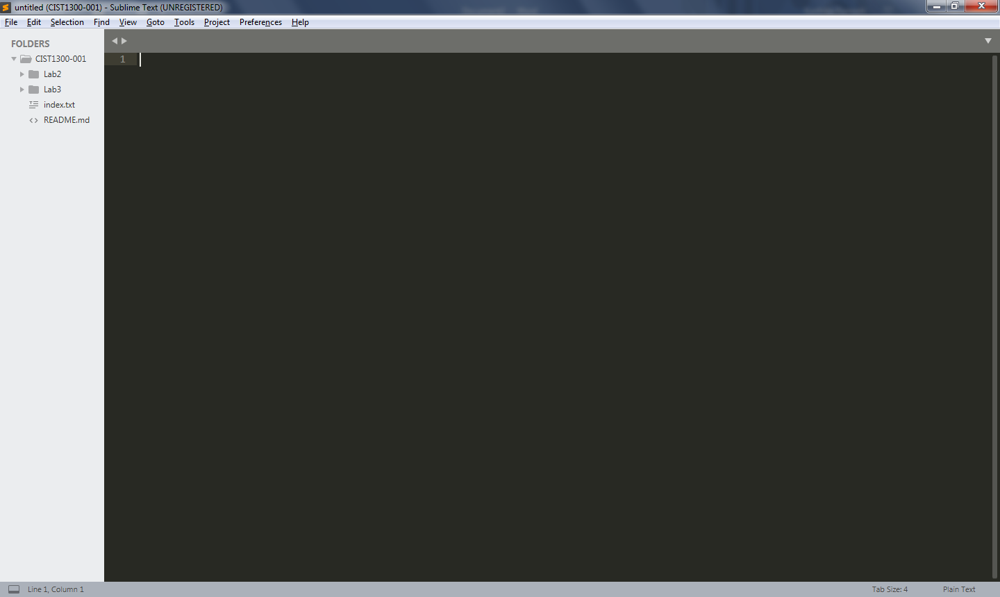 untitled (CIST1300-001) - Sublime Text (UNREGISTERED)
File Edit Selection Find View Goto Tools Project Preferences Help
FOLDERS
CIST1300-001
Lab2
Lab3
index.txt
README.md
1
Line 1, Column 1
Tab Size: 4
Plain Text